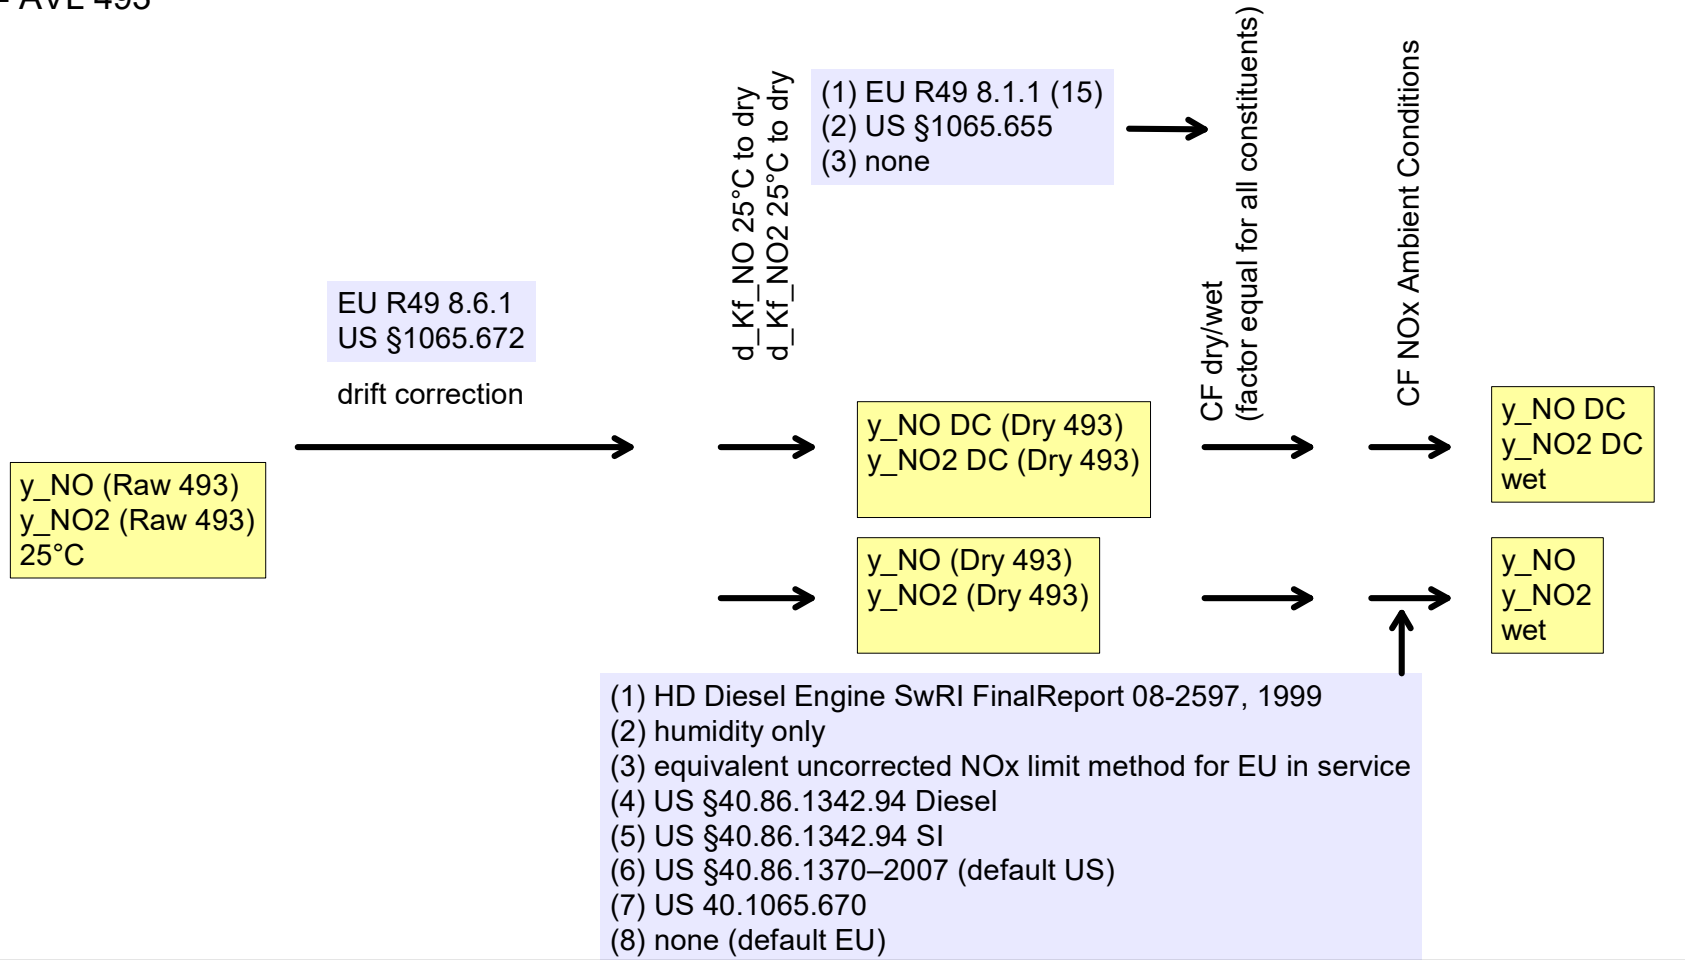 - AVL 493
d_Kf_NO 25°C to dry
d_Kf_NO2 25°C to dry
(1) EU R49 8.1.1 (15)
(2) US §1065.655
(3) none
CF dry/wet
(factor equal for all constituents)
CF NOx Ambient Conditions
EU R49 8.6.1
US §1065.672
drift correction
y_NO (Raw 493)
y_NO2 (Raw 493)
25°C
y_NO DC (Dry 493)
y_NO2 DC (Dry 493)
y_NO DC
y_NO2 DC
wet
y_NO (Dry 493)
y_NO2 (Dry 493)
y_NO
y_NO2
wet
(1) HD Diesel Engine SwRI FinalReport 08-2597, 1999
(2) humidity only
(3) equivalent uncorrected NOx limit method for EU in service
(4) US §40.86.1342.94 Diesel
(5) US §40.86.1342.94 SI
(6) US §40.86.1370–2007 (default US)
(7) US 40.1065.670
(8) none (default EU)